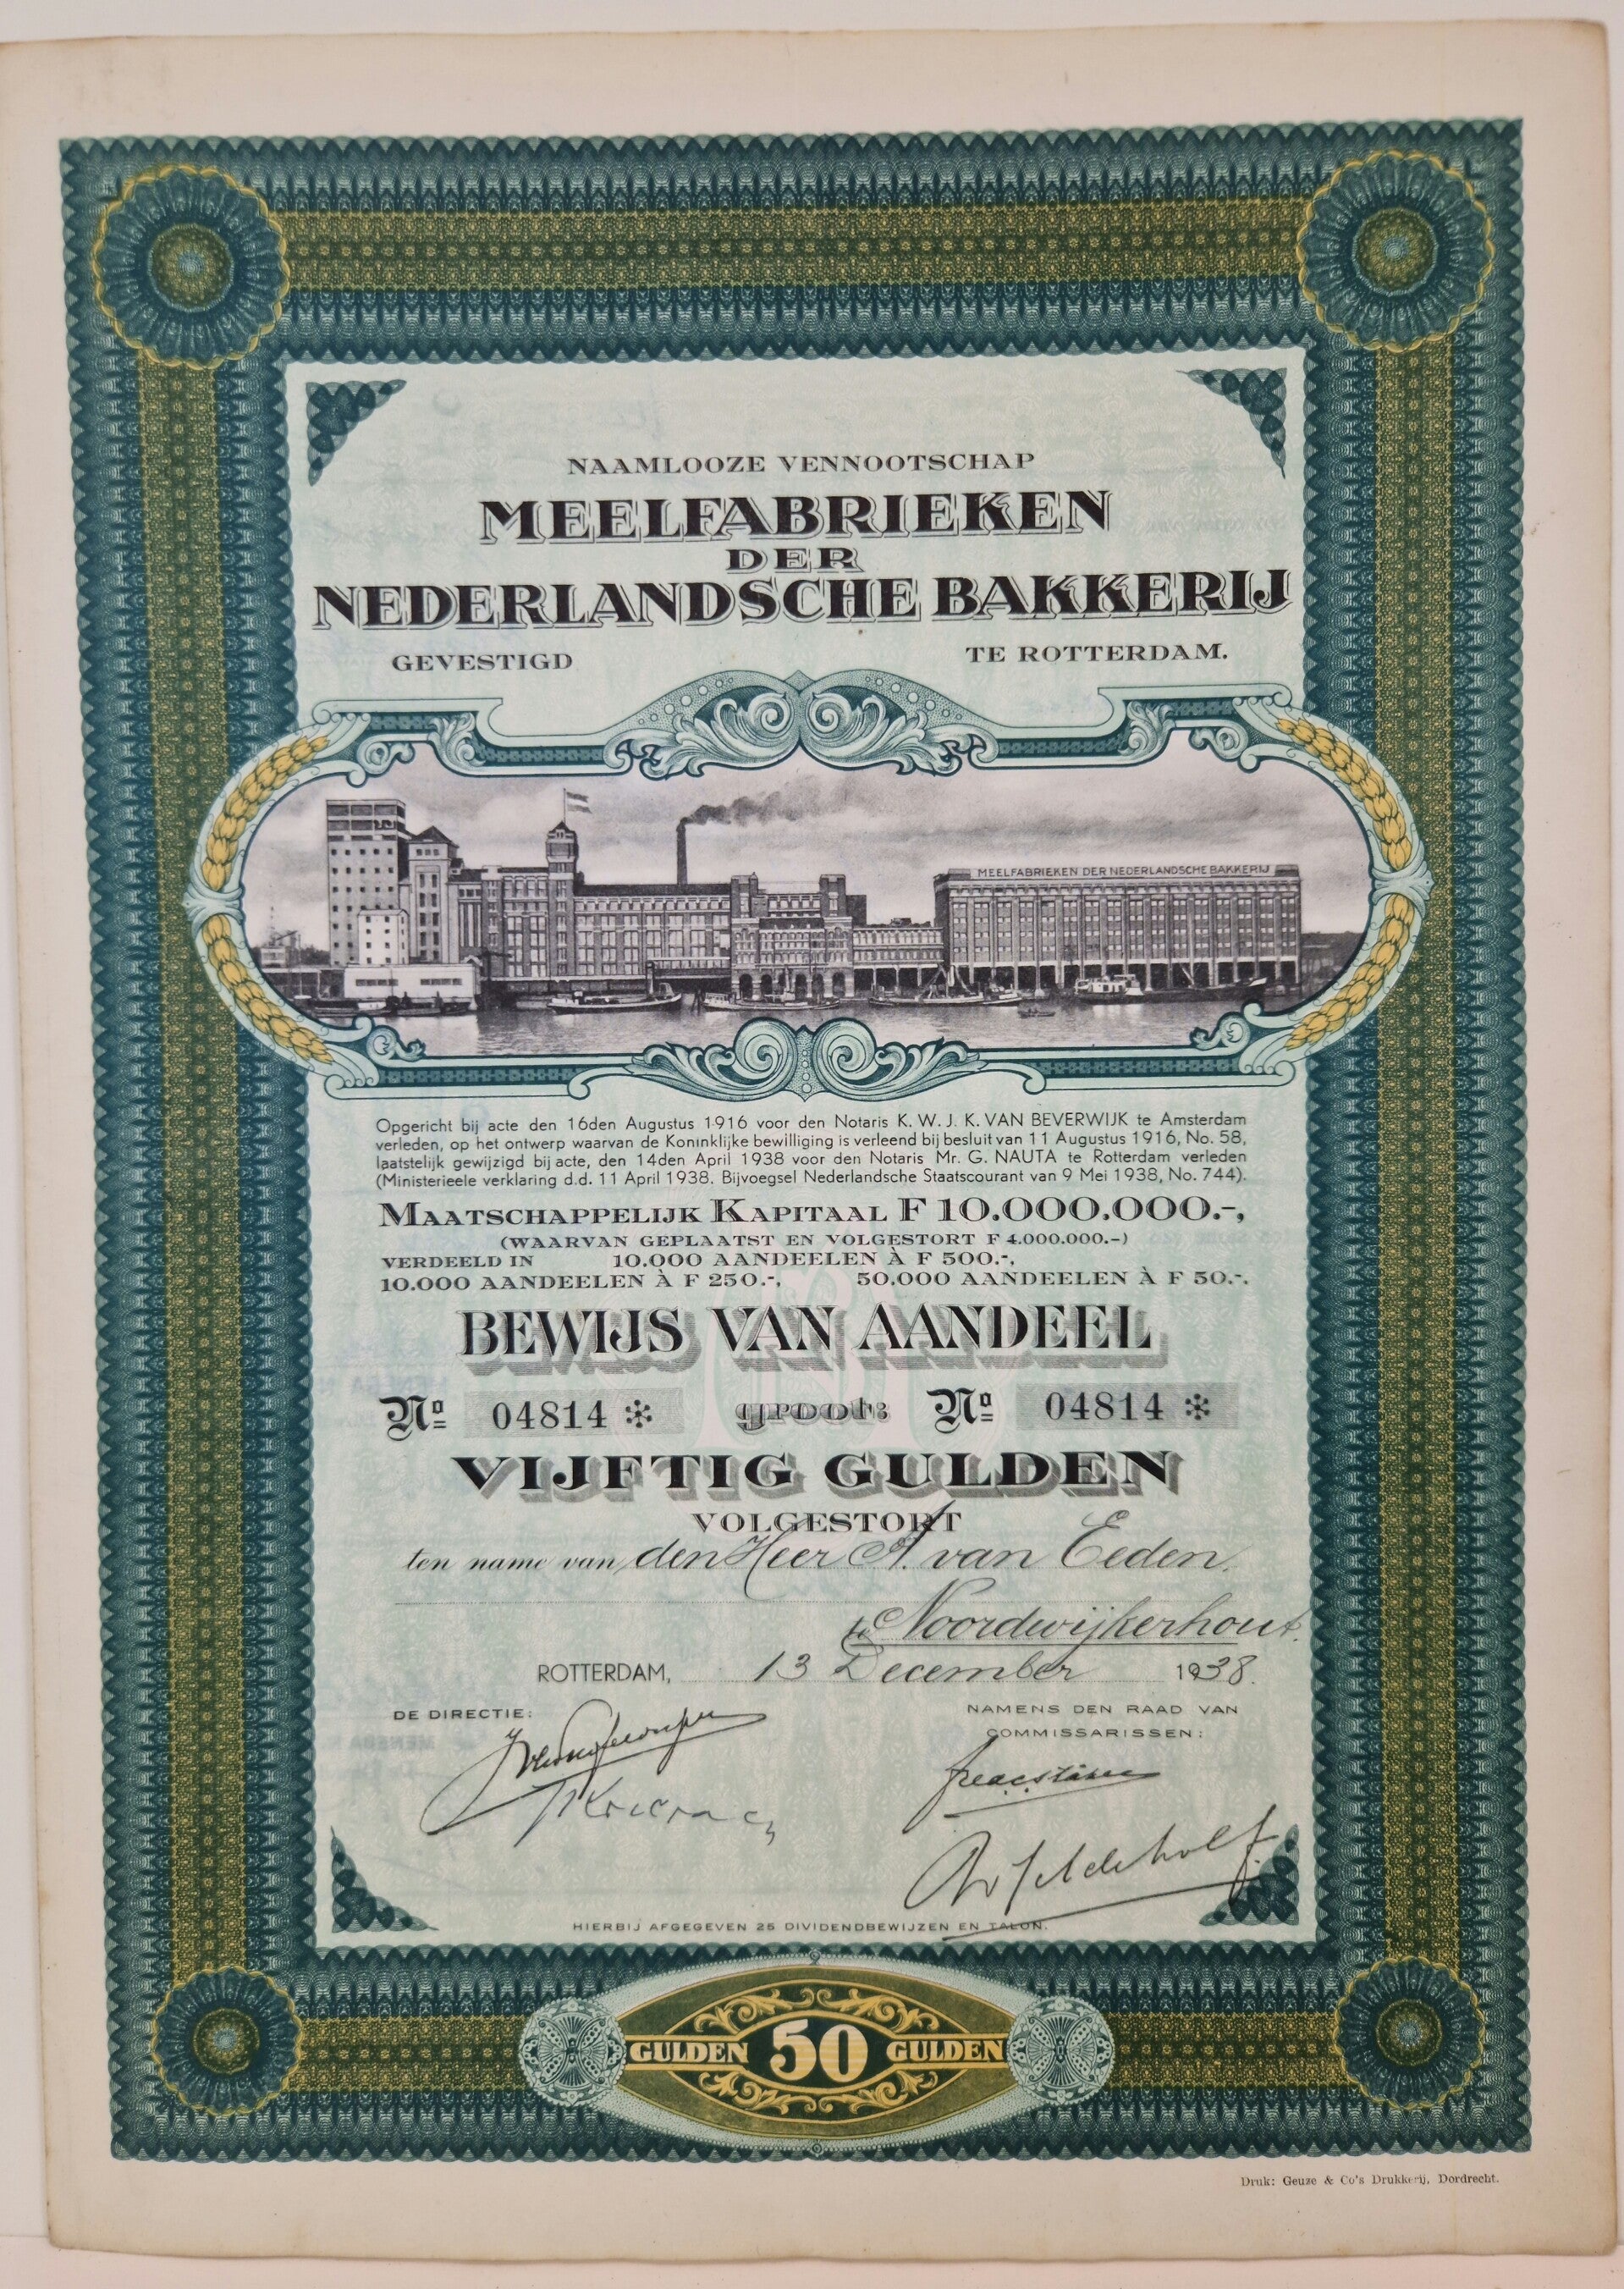 NAAMLOOZE VENNOOTSCHAP
MEELFABRIEKEN
DER
NEDERLANDSCHE BAKKERIJ
GEVESTIGD TE ROTTERDAM.
MEELFABRIEKEN DER NEDERLANDSCHE BAKKERIJ
Opgericht bij acte den 16den Augustus 1916 voor den Notaris K. W. J. K. VAN BEVERWIJK te Amsterdam
verleden, op het ontwerp waarvan de Koninklijke bewilliging is verleend bij besluit van 11 Augustus 1916, No. 58,
laatstelijk gewijzigd bij acte, den 14den April 1938 voor den Notaris Mr. G. NAUTA te Rotterdam verleden
(Ministerieele verklaring d.d. 11 April 1938. Bijvoegsel Nederlandsche Staatscourant van 9 Mei 1938, No. 744).
MAATSCHAPPELIJK KAPITAAL F 10.000.000.-,
(WAARVAN GEPLAATST EN VOLGESTORT F 4.000.000.-)
VERDEELD IN 10.000 AANDEELEN À F 500.-,
10.000 AANDEELEN À F 250.-, 50.000 AANDEELEN À F 50.-.
BEWIJS VAN AANDEEL
No 04814 * groot: No 04814 *
VIJFTIG GULDEN
VOLGESTORT
ten name van den Heer A. van Eeden.
te Noordwijkerhout.
ROTTERDAM, 13 December 1938.
DE DIRECTIE: NAMENS DEN RAAD VAN
COMMISSARISSEN:
HIERBIJ AFGEGEVEN 25 DIVIDENDBEWIJZEN EN TALON.
GULDEN 50 GULDEN
Druk: Geuze & Co's Drukkerij, Dordrecht.